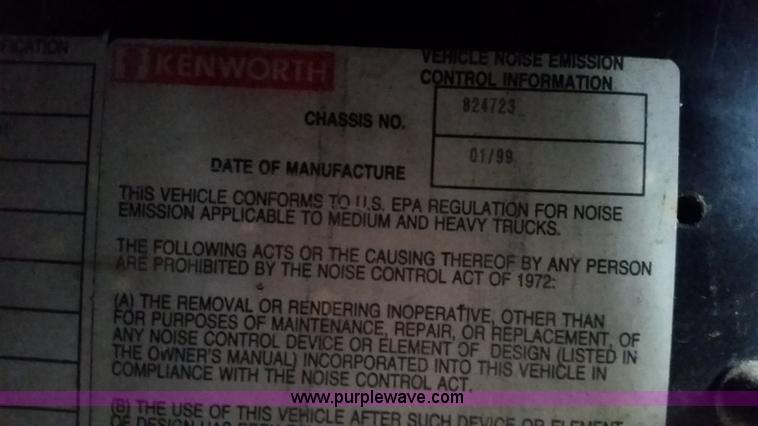 FICATION
KENWORTH
VEHICLE NOISE EMISSION
CONTROL INFORMATION
CHASSIS NO.
824723
DATE OF MANUFACTURE
01/99
THIS VEHICLE CONFORMS TO U.S. EPA REGULATION FOR NOISE
EMISSION APPLICABLE TO MEDIUM AND HEAVY TRUCKS.
THE FOLLOWING ACTS OR THE CAUSING THEREOF BY ANY PERSON
ARE PROHIBITED BY THE NOISE CONTROL ACT OF 1972:
(A) THE REMOVAL OR RENDERING INOPERATIVE, OTHER THAN
FOR PURPOSES OF MAINTENANCE, REPAIR, OR REPLACEMENT, OF
ANY NOISE CONTROL DEVICE OR ELEMENT OF DESIGN (LISTED IN
THE OWNER'S MANUAL) INCORPORATED INTO THIS VEHICLE IN
COMPLIANCE WITH THE NOISE CONTROL ACT.
www.purplewave.com
(B) THE USE OF THIS VEHICLE AFTER SUCH DEVICE OR ELEMENT
OF DESIGN HAS BEEN